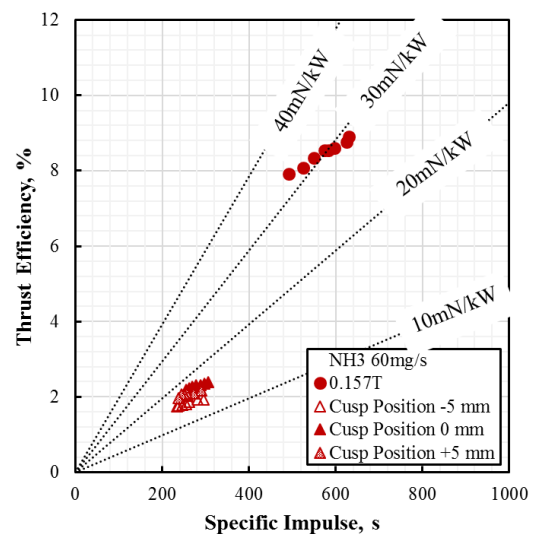 12
10
8
6
4
2
0
Thrust Efficiency, %
40mN/kW
30mN/kW
20mN/kW
10mN/kW
NH3 60mg/s
0.157T
Cusp Position -5 mm
Cusp Position 0 mm
Cusp Position +5 mm
0 200 400 600 800 1000
Specific Impulse, s